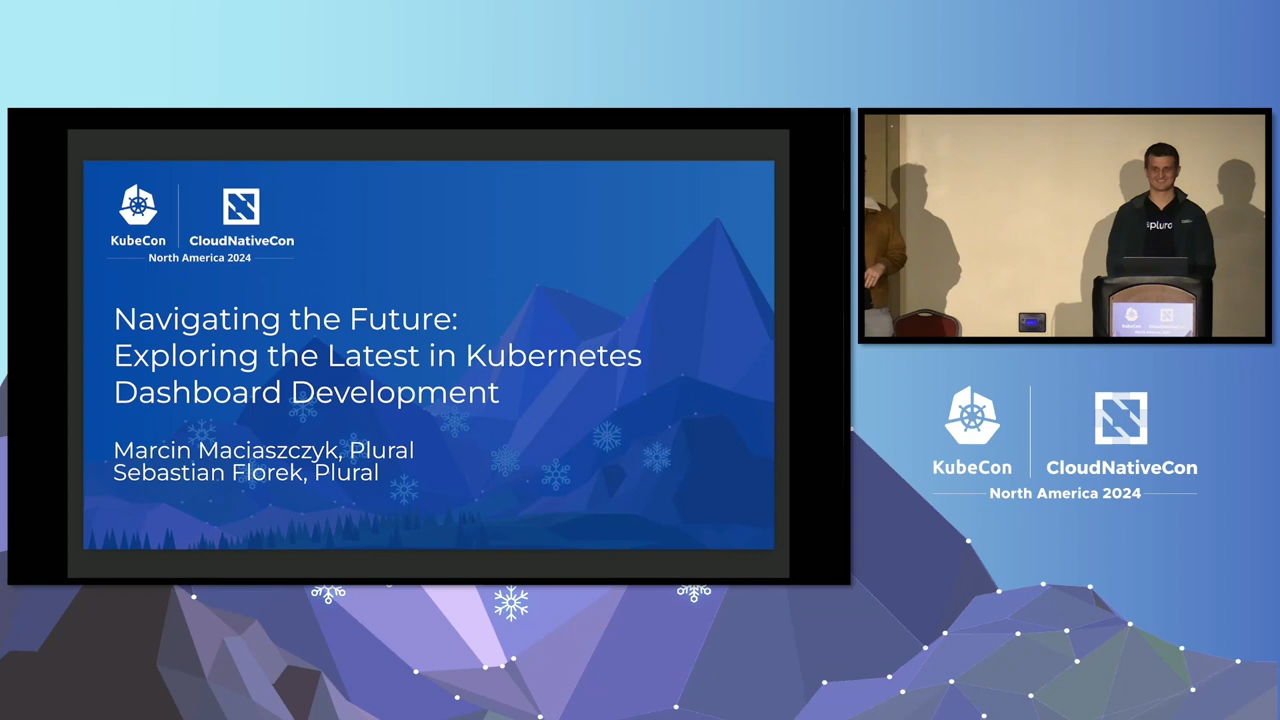 KubeCon
CloudNativeCon
North America 2024
Navigating the Future:
Exploring the Latest in Kubernetes
Dashboard Development
Marcin Maciaszczyk, Plural
Sebastian Florek, Plural
plural
KubeCon
CloudNativeCon
North America 2024